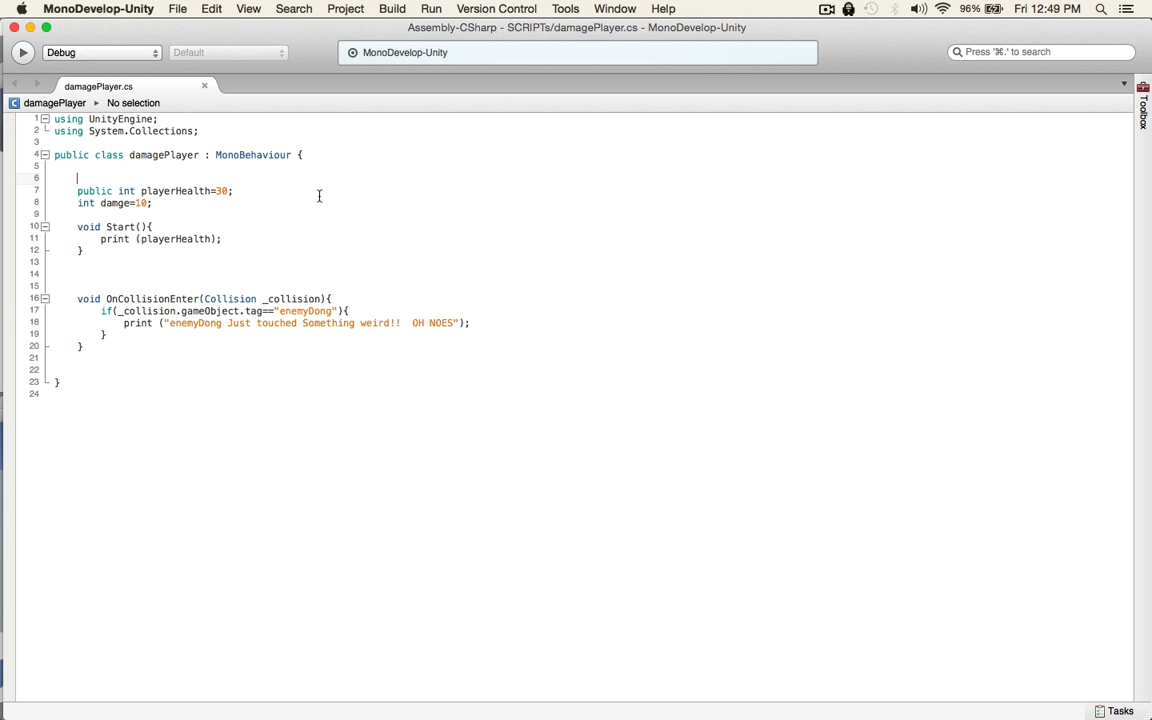 MonoDevelop-Unity File Edit View Search Project Build Run Version Control Tools Window Help 96% Fri 12:49 PM
Assembly-CSharp - SCRIPTs/damagePlayer.cs - MonoDevelop-Unity
Debug Default MonoDevelop-Unity Press '⌘.' to search
damagePlayer.cs
damagePlayer No selection
Toolbox
1 using UnityEngine;
2 using System.Collections;
3
4 public class damagePlayer : MonoBehaviour {
5
6
7 public int playerHealth=30;
8 int damge=10;
9
10 void Start(){
11 print (playerHealth);
12 }
13
14
15
16 void OnCollisionEnter(Collision _collision){
17 if(_collision.gameObject.tag=="enemyDong"){
18 print ("enemyDong Just touched Something weird!!  OH NOES");
19 }
20 }
21
22
23 }
24
Tasks